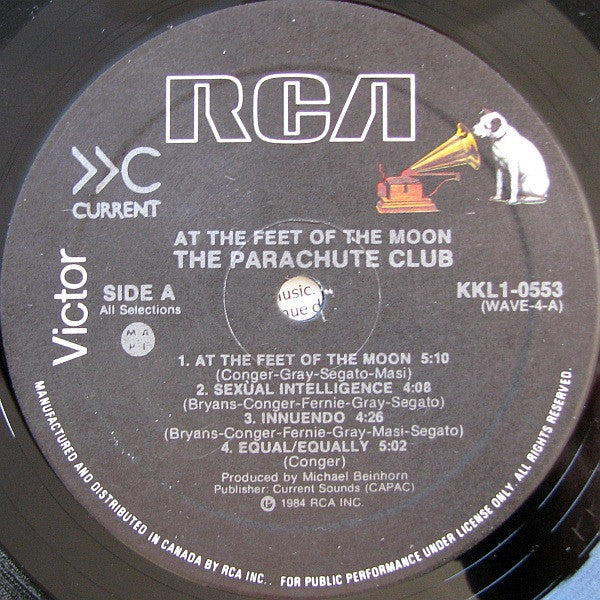 RCA
>>C
CURRENT
Victor
AT THE FEET OF THE MOON
THE PARACHUTE CLUB
SIDE A
All Selections
MAPL
KKL1-0553
(WAVE-4-A)
usic.
nue d
1. AT THE FEET OF THE MOON 5:10
(Conger-Gray-Segato-Masi)
2. SEXUAL INTELLIGENCE 4:08
(Bryans-Conger-Fernie-Gray-Segato)
3. INNUENDO 4:26
(Bryans-Conger-Fernie-Gray-Masi-Segato)
4. EQUAL/EQUALLY 5:02
(Conger)
Produced by Michael Beinhorn
Publisher: Current Sounds (CAPAC)
℗ 1984 RCA INC.
MANUFACTURED AND DISTRIBUTED IN CANADA BY RCA INC.. FOR PUBLIC PERFORMANCE UNDER LICENSE ONLY. ALL RIGHTS RESERVED.